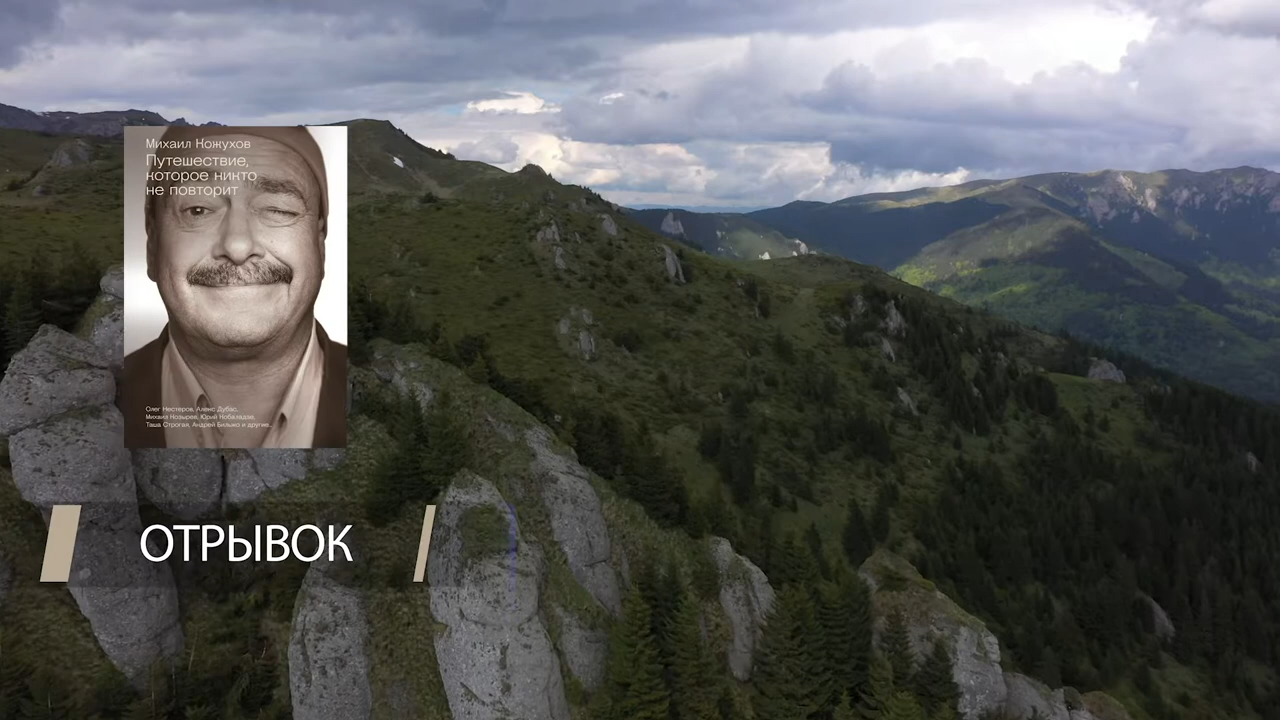 Михаил Кожухов
Путешествие,
которое никто
не повторит
Олег Нестеров, Алекс Дубас,
Михаил Козырев, Юрий Кобаладзе,
Таша Строгая, Андрей Бильжо и другие...
ОТРЫВОК